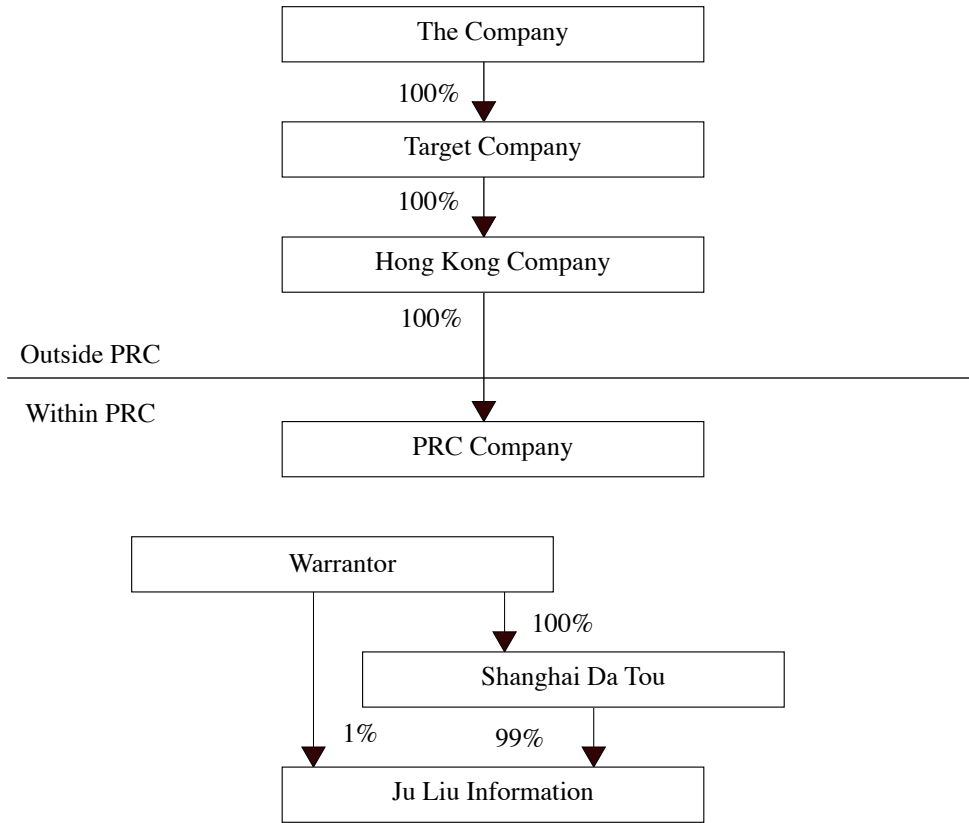 The Company
100%
Target Company
100%
Hong Kong Company
100%
Outside PRC
Within PRC
PRC Company
Warrantor
100%
Shanghai Da Tou
1%
99%
Ju Liu Information